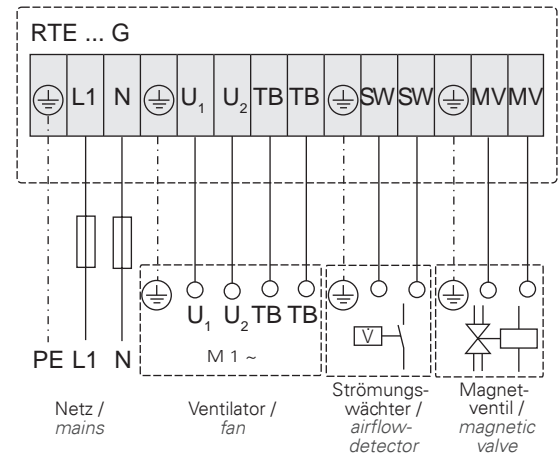 RTE ... G
L1 N U1 U2 TB TB SW SW MV MV
U1 U2 TB TB
V̇
M 1 ~
PE L1 N
Netz /
mains
Ventilator /
fan
Strömungs-
wächter /
airflow-
detector
Magnet-
ventil /
magnetic
valve